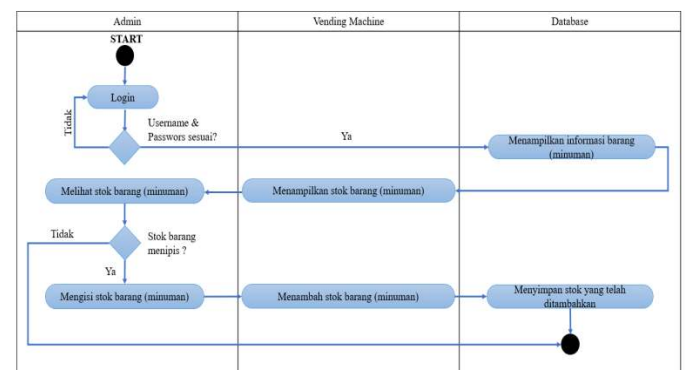 Admin
Vending Machine
Database
START
Login
Tidak
Username &
Passwors sesuai?
Ya
Menampilkan informasi barang
(minuman)
Melihat stok barang (minuman)
Menampilkan stok barang (minuman)
Tidak
Stok barang
menipis ?
Ya
Mengisi stok barang (minuman)
Menambah stok barang (minuman)
Menyimpan stok yang telah
ditambahkan